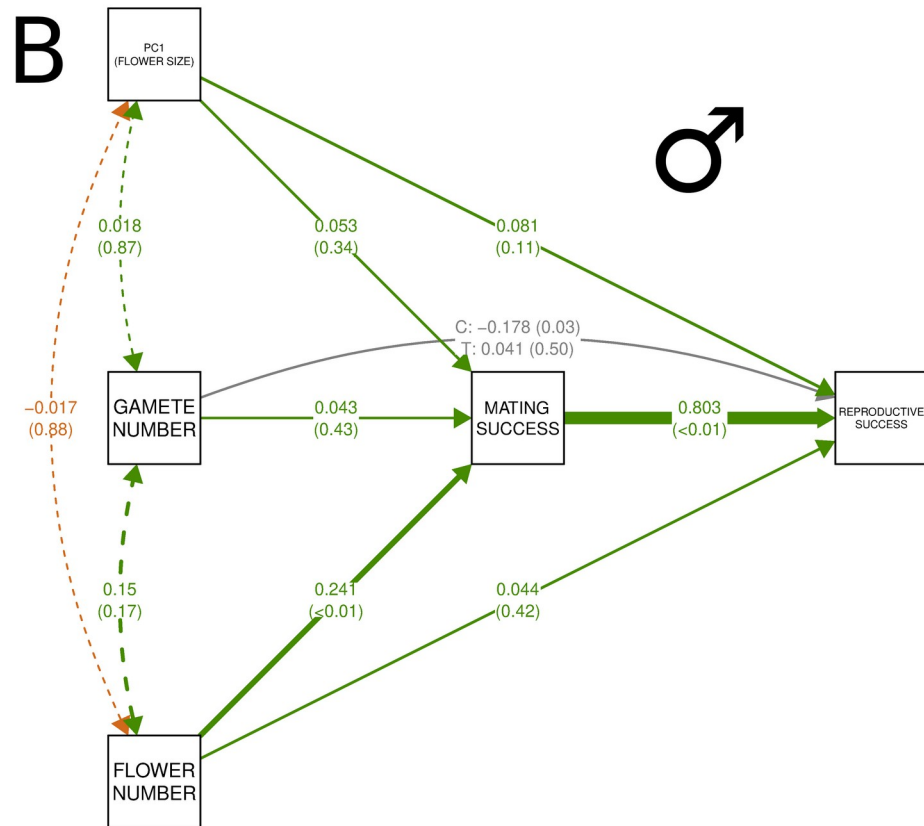 B
PC1
(FLOWER SIZE)
0.018
(0.87)
0.053
(0.34)
0.081
(0.11)
C: −0.178 (0.03)
T: 0.041 (0.50)
−0.017
(0.88)
GAMETE
NUMBER
0.043
(0.43)
MATING
SUCCESS
0.803
(<0.01)
REPRODUCTIVE
SUCCESS
0.15
(0.17)
0.241
(<0.01)
0.044
(0.42)
FLOWER
NUMBER